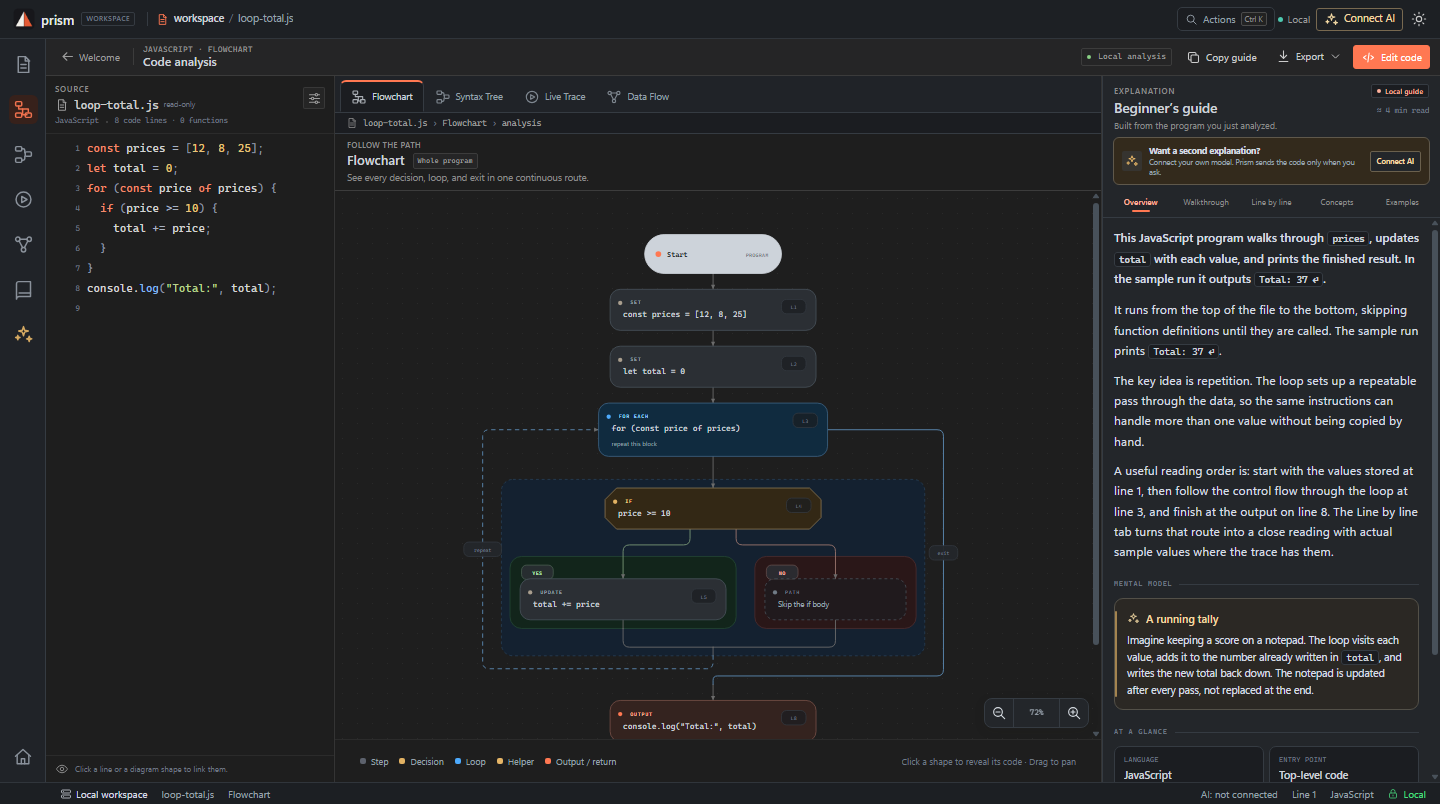 prism WORKSPACE workspace / loop-total.js Actions Ctrl K Local Connect AI
Welcome JAVASCRIPT · FLOWCHART
Code analysis
Local analysis Copy guide Export Edit code
SOURCE
loop-total.js read-only
JavaScript . 8 code lines · 0 functions
1 const prices = [12, 8, 25];
2 let total = 0;
3 for (const price of prices) {
4 if (price >= 10) {
5 total += price;
6 }
7 }
8 console.log("Total:", total);
9
Click a line or a diagram shape to link them.
Flowchart Syntax Tree Live Trace Data Flow
loop-total.js › Flowchart › analysis
FOLLOW THE PATH
Flowchart Whole program
See every decision, loop, and exit in one continuous route.
Start PROGRAM
SET L1
const prices = [12, 8, 25]
SET L2
let total = 0
FOR EACH L3
for (const price of prices)
repeat this block
IF L4
price >= 10
repeat
exit
YES
UPDATE L5
total += price
NO
PATH
Skip the if body
OUTPUT L8
console.log("Total:", total)
72%
Step Decision Loop Helper Output / return
Click a shape to reveal its code · Drag to pan
EXPLANATION Local guide
Beginner's guide ≈ 4 min read
Built from the program you just analyzed.
Want a second explanation?
Connect your own model. Prism sends the code only when you
ask.
Connect AI
Overview Walkthrough Line by line Concepts Examples
This JavaScript program walks through prices, updates
total with each value, and prints the finished result. In
the sample run it outputs Total: 37 ↵.
It runs from the top of the file to the bottom, skipping
function definitions until they are called. The sample run
prints Total: 37 ↵.
The key idea is repetition. The loop sets up a repeatable
pass through the data, so the same instructions can
handle more than one value without being copied by
hand.
A useful reading order is: start with the values stored at
line 1, then follow the control flow through the loop at
line 3, and finish at the output on line 8. The Line by line
tab turns that route into a close reading with actual
sample values where the trace has them.
MENTAL MODEL
A running tally
Imagine keeping a score on a notepad. The loop visits each
value, adds it to the number already written in total, and
writes the new total back down. The notepad is updated
after every pass, not replaced at the end.
AT A GLANCE
LANGUAGE
JavaScript
ENTRY POINT
Top-level code
Local workspace loop-total.js Flowchart AI: not connected Line 1 JavaScript Local